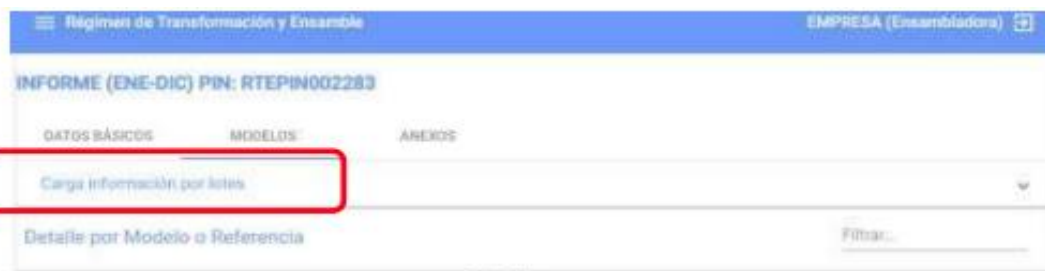 Régimen de Transformación y Ensamble EMPRESA (Ensambladora)
INFORME (ENE-DIC) PIN: RTEPIN002283
DATOS BÁSICOS MODELOS ANEXOS
Carga información por lotes
Detalle por Modelo o Referencia Filtrar...